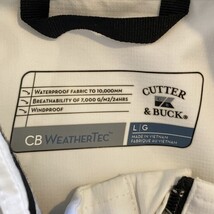 WATERPROOF FABRIC TO 10,000MM
BREATHABILITY OF 7,000 G/M2/24HRS
WINDPROOF
CB WEATHERTEC™
CUTTER
& BUCK®
L/G
MADE IN VIETNAM
FABRIQUÉ AU VIETNAM